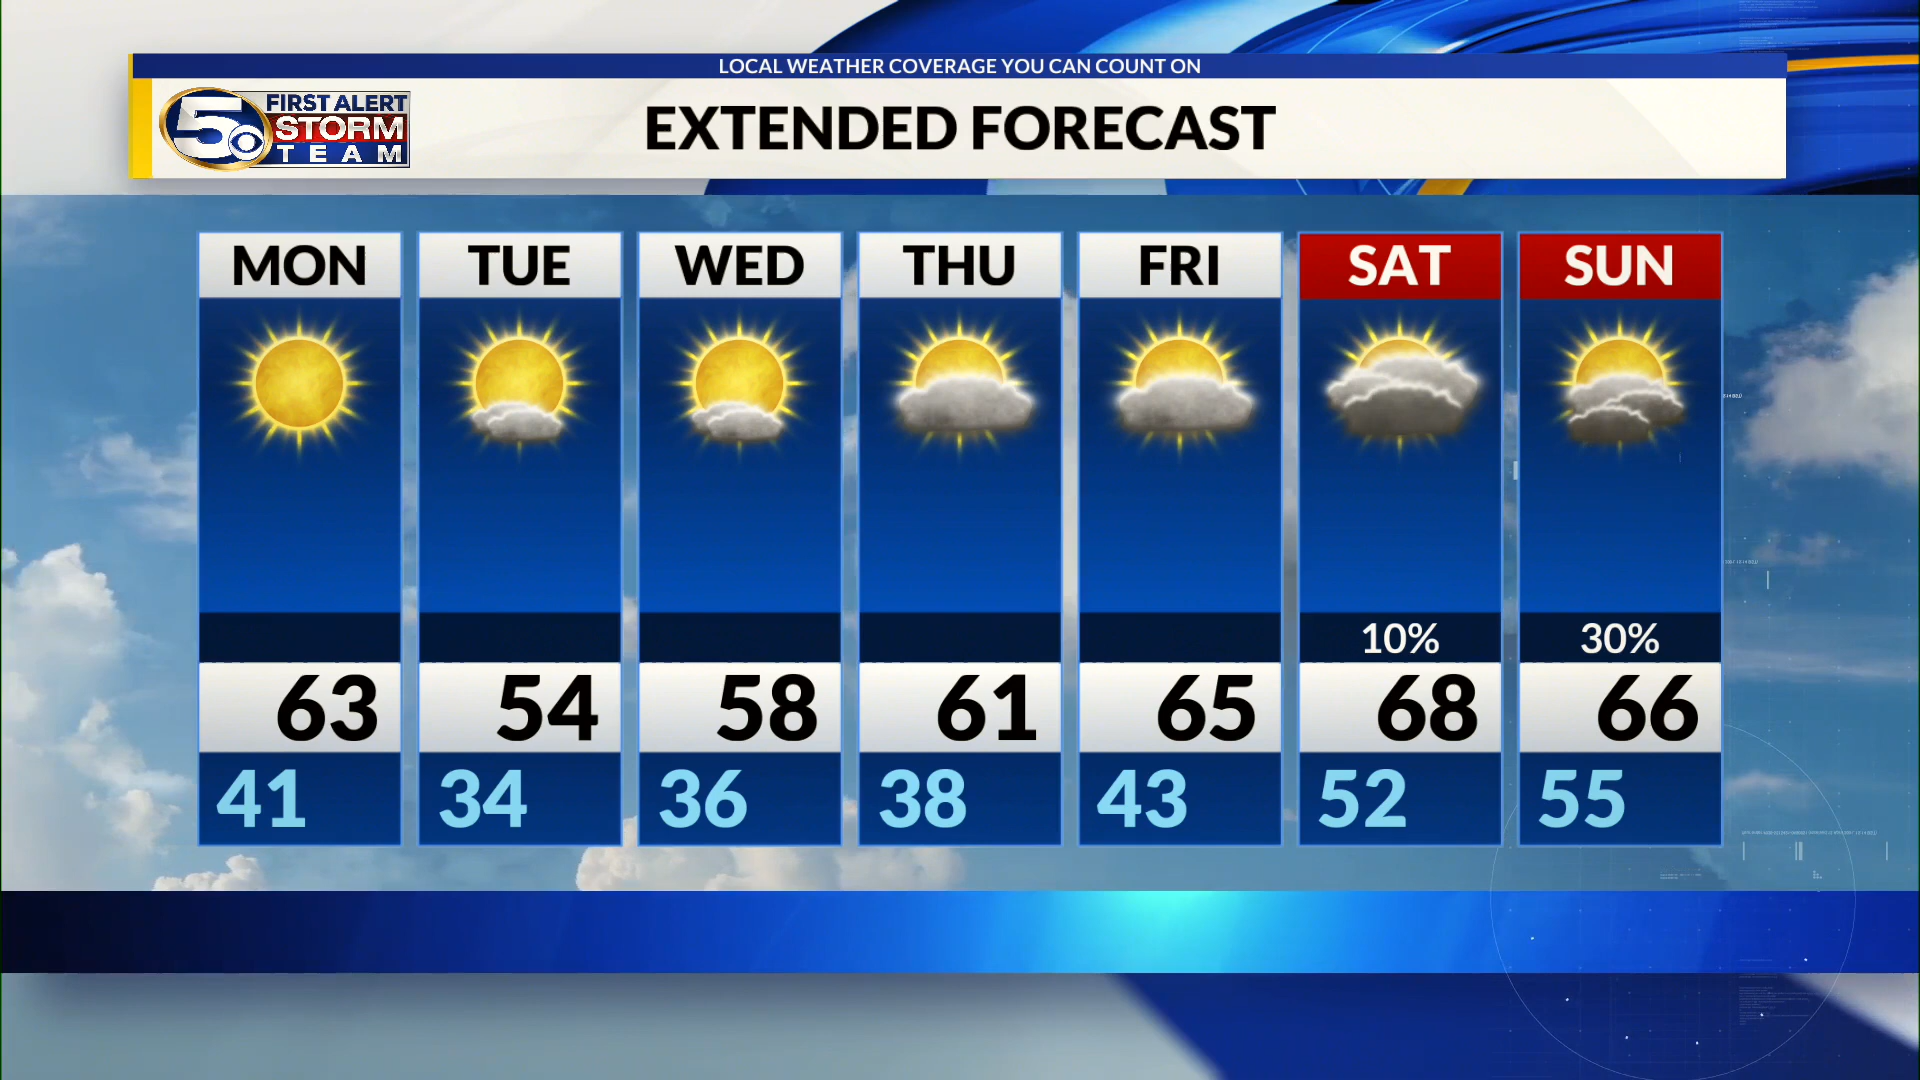 LOCAL WEATHER COVERAGE YOU CAN COUNT ON
5 FIRST ALERT
STORM
TEAM
EXTENDED FORECAST
MON TUE WED THU FRI SAT SUN
10% 30%
63 54 58 61 65 68 66
41 34 36 38 43 52 55